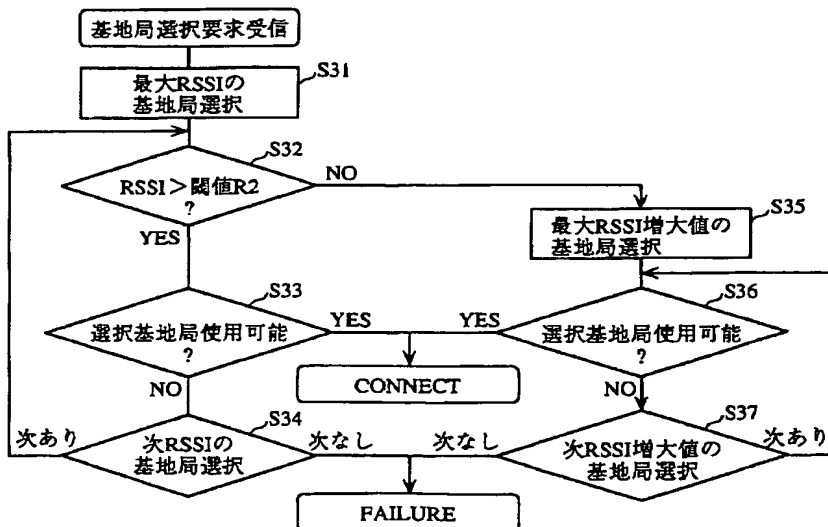 基地局選択要求受信
S31
最大RSSIの
基地局選択
S32
RSSI＞閾値R2
?
NO
YES
S35
最大RSSI増大値の
基地局選択
S33
選択基地局使用可能
?
YES
NO
S36
選択基地局使用可能
?
YES
NO
CONNECT
S34
次RSSIの
基地局選択
次あり
次なし
S37
次RSSI増大値の
基地局選択
次なし
次あり
FAILURE